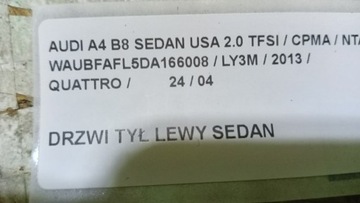 AUDI A4 B8 SEDAN USA 2.0 TFSI / CPMA /
WAUBFAFL5DA166008 / LY3M / 2013 /
QUATTRO / 24 / 04
DRZWI TYŁ LEWY SEDAN